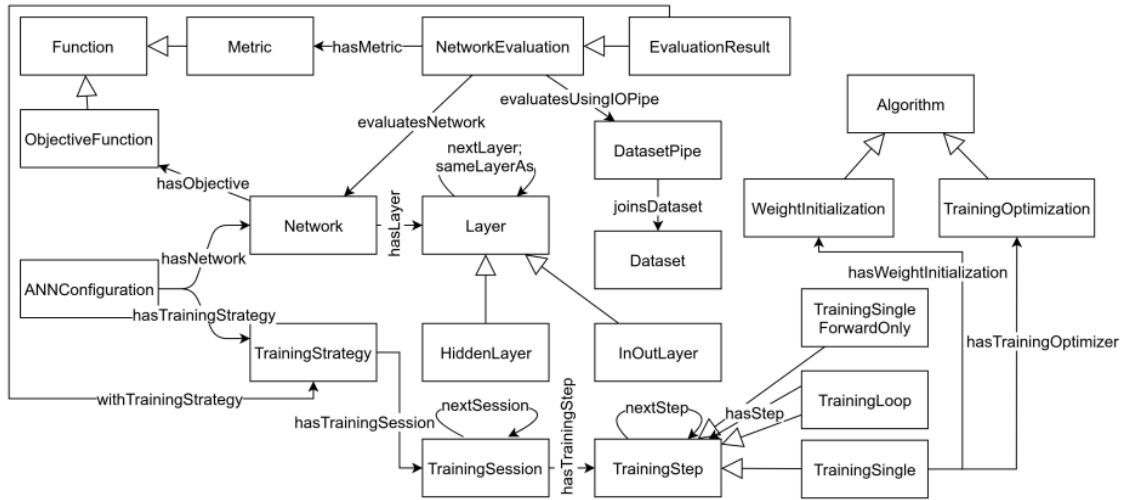 Function
Metric
hasMetric
NetworkEvaluation
EvaluationResult
evaluatesUsingIOPipe
Algorithm
ObjectiveFunction
evaluatesNetwork
nextLayer;
sameLayerAs
DatasetPipe
hasObjective
joinsDataset
Network
hasLayer
Layer
WeightInitialization
TrainingOptimization
hasNetwork
Dataset
hasWeightInitialization
ANNConfiguration
hasTrainingStrategy
TrainingSingle
ForwardOnly
TrainingStrategy
HiddenLayer
InOutLayer
hasTrainingOptimizer
withTrainingStrategy
nextSession
nextStep
hasStep
TrainingLoop
hasTrainingSession
TrainingSession
hasTrainingStep
TrainingStep
TrainingSingle